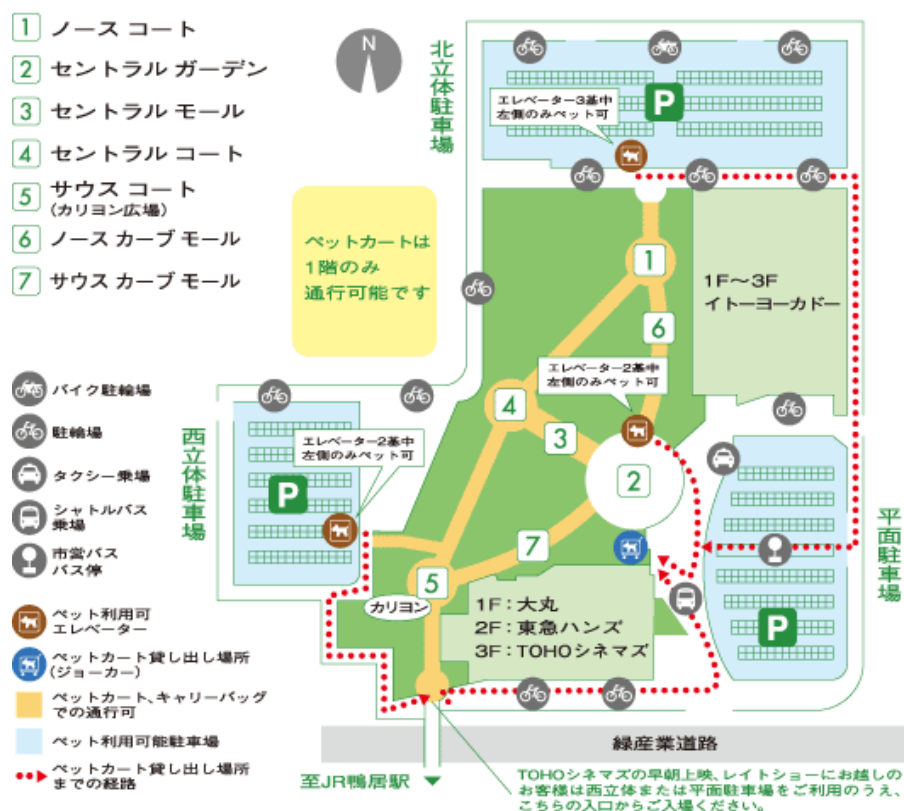 1 ノース コート
2 セントラル ガーデン
3 セントラル モール
4 セントラル コート
5 サウス コート
(カリヨン広場)
6 ノース カーブ モール
7 サウス カーブ モール
N
北立体駐車場
エレベーター3基中
左側のみペット可
P
ペットカートは
1階のみ
通行可能です
1
6
1F～3F
イトーヨーカドー
エレベーター2基中
左側のみペット可
4
3
2
バイク駐輪場
駐輪場
タクシー乗場
シャトルバス
乗場
市営バス
バス停
西立体駐車場
エレベーター2基中
左側のみペット可
P
7
5
カリヨン
1F：大丸
2F：東急ハンズ
3F：TOHOシネマズ
平面駐車場
P
ペット利用可
エレベーター
ペットカート貸し出し場所
(ジョーカー)
ペットカート、キャリーバッグ
での通行可
ペット利用可能駐車場
ペットカート貸し出し場所
までの経路
緑産業道路
至JR鴨居駅
TOHOシネマズの早朝上映、レイトショーにお越しの
お客様は西立体または平面駐車場をご利用のうえ、
こちらの入口からご入場ください。